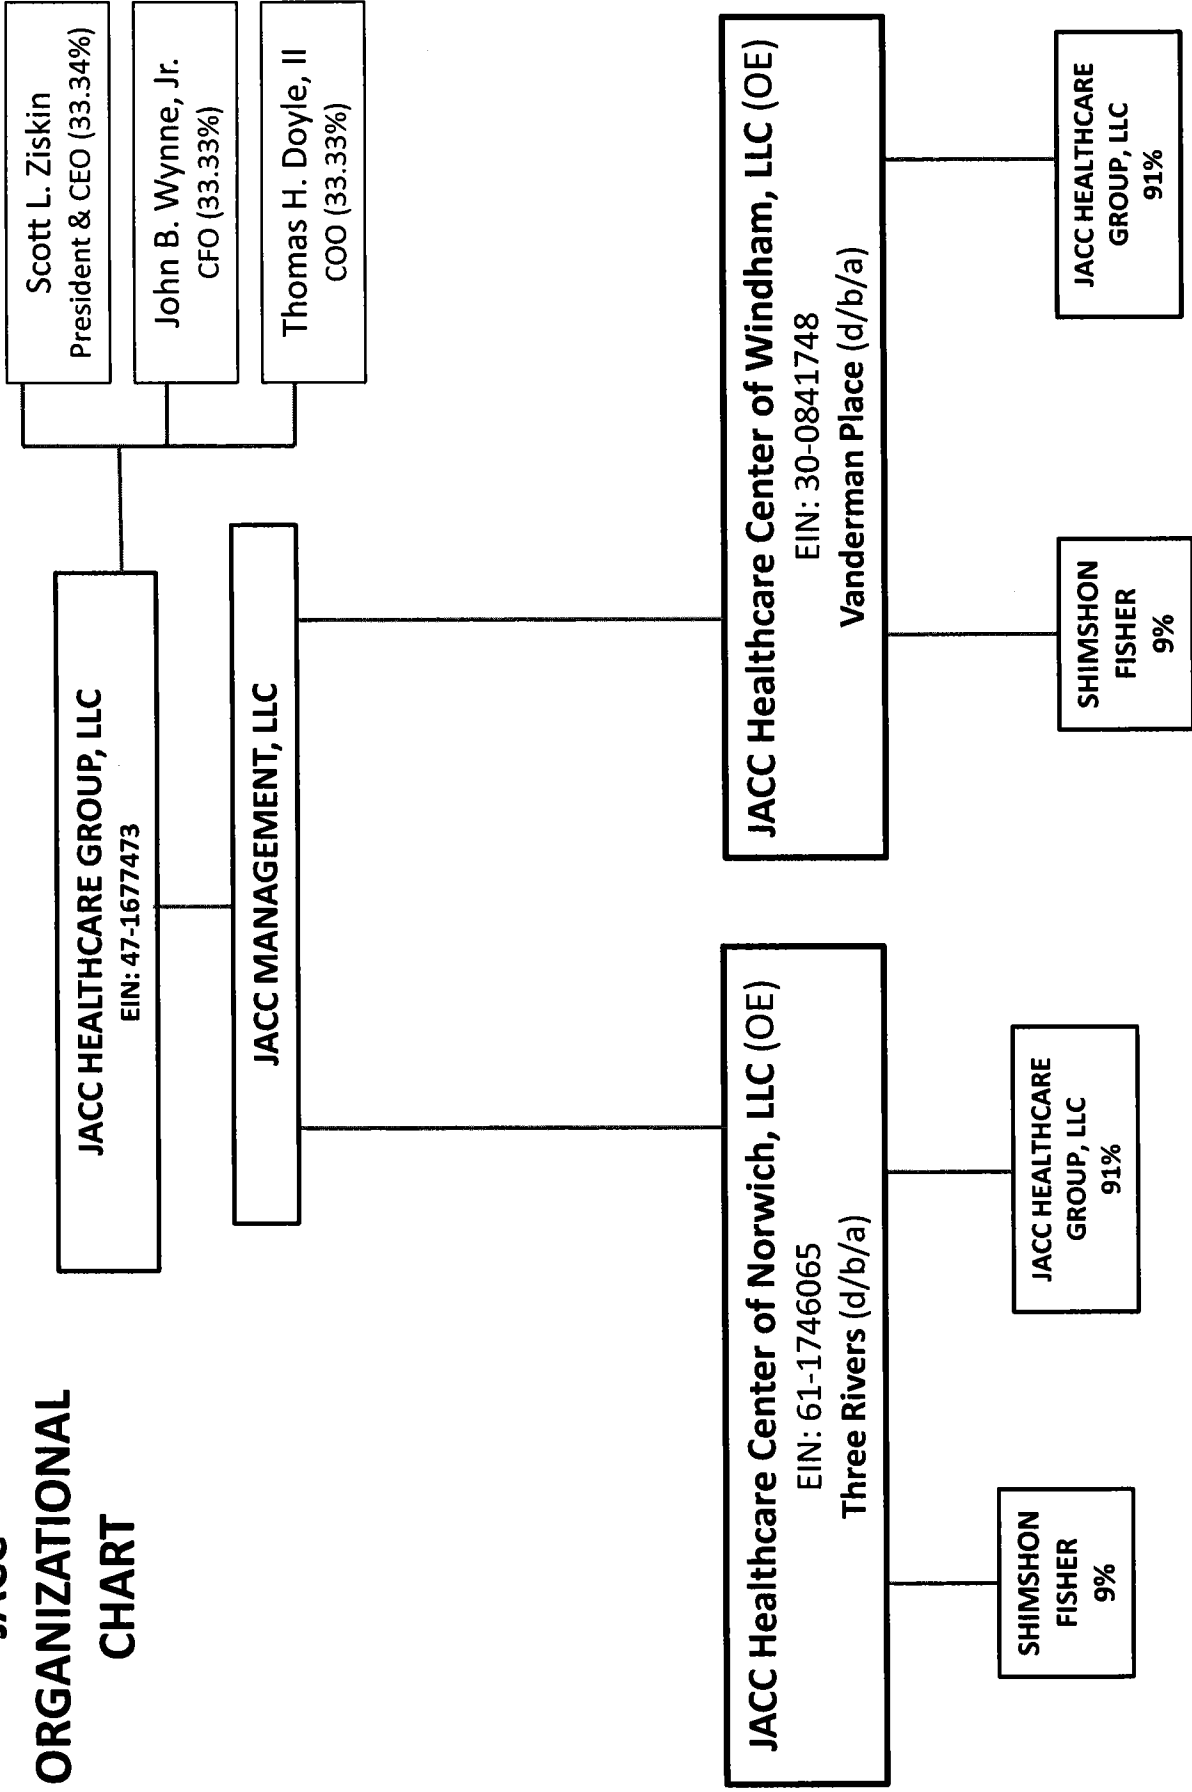 JACC
ORGANIZATIONAL
CHART
JACC HEALTHCARE GROUP, LLC
EIN: 47-1677473
Scott L. Ziskin
President & CEO (33.34%)
John B. Wynne, Jr.
CFO (33.33%)
Thomas H. Doyle, II
COO (33.33%)
JACC MANAGEMENT, LLC
JACC Healthcare Center of Norwich, LLC (OE)
EIN: 61-1746065
Three Rivers (d/b/a)
JACC Healthcare Center of Windham, LLC (OE)
EIN: 30-0841748
Vanderman Place (d/b/a)
SHIMSHON
FISHER
9%
JACC HEALTHCARE
GROUP, LLC
91%
SHIMSHON
FISHER
9%
JACC HEALTHCARE
GROUP, LLC
91%